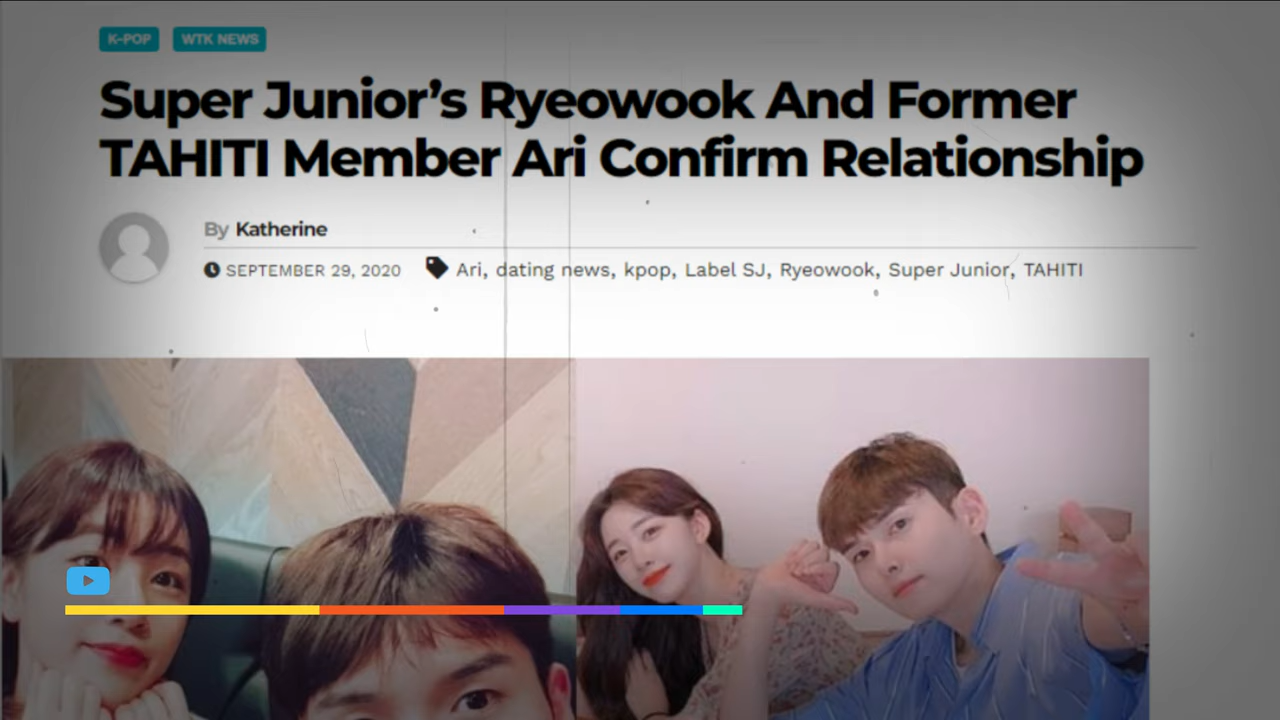 K-POP WTK NEWS
Super Junior's Ryeowook And Former
TAHITI Member Ari Confirm Relationship
By Katherine
SEPTEMBER 29, 2020 Ari, dating news, kpop, Label SJ, Ryeowook, Super Junior, TAHITI